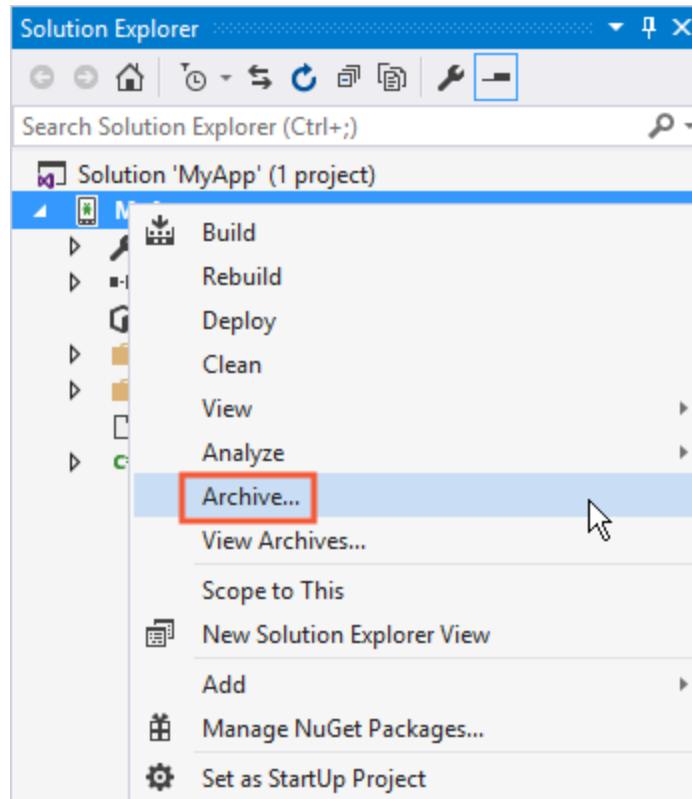 Solution Explorer
Search Solution Explorer (Ctrl+;)
Solution 'MyApp' (1 project)
Build
Rebuild
Deploy
Clean
View
Analyze
Archive...
View Archives...
Scope to This
New Solution Explorer View
Add
Manage NuGet Packages...
Set as StartUp Project